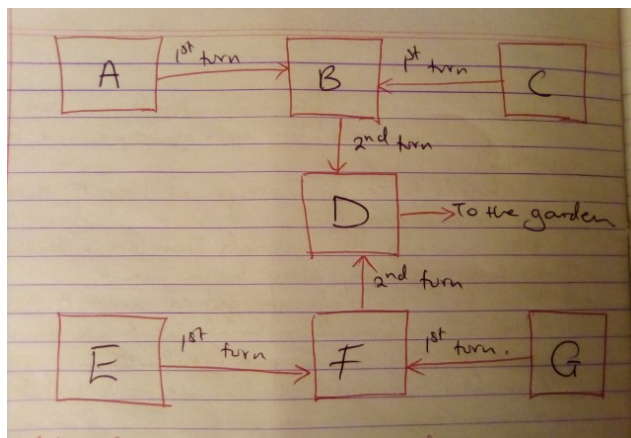 1st turn
1st turn
A
B
C
2nd turn
D
To the garden
2nd turn
1st turn
1st turn.
E
F
G